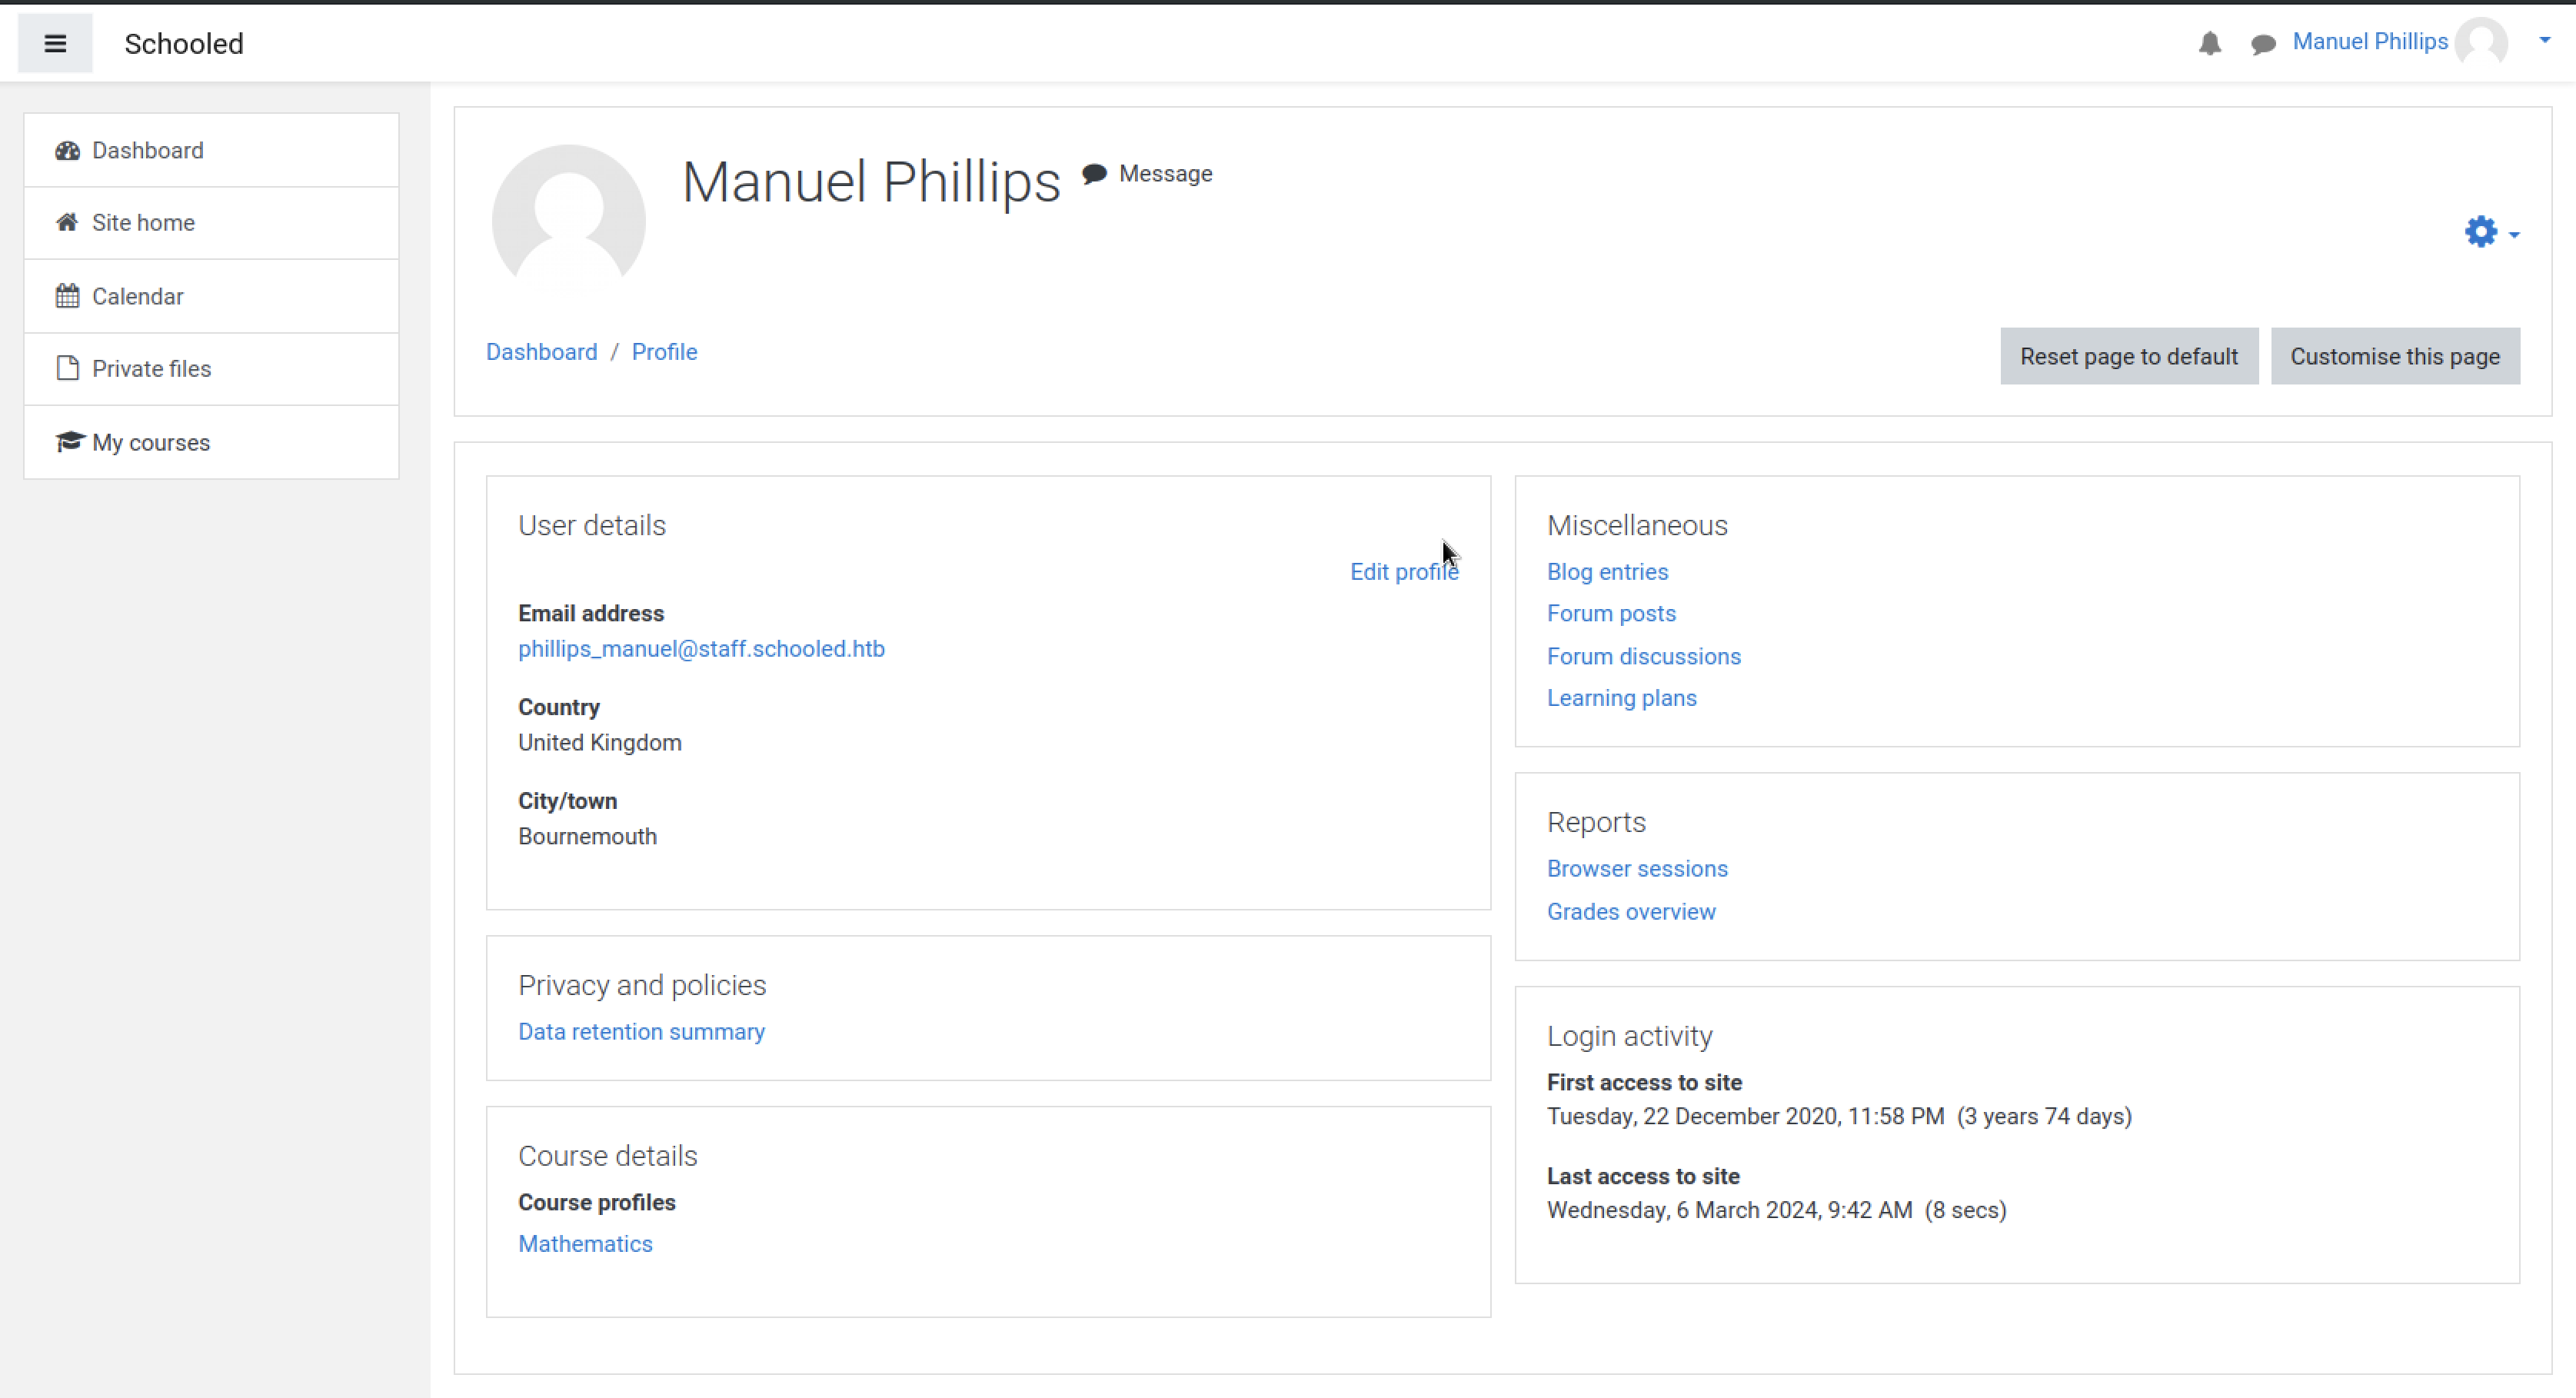 Schooled
Manuel Phillips
Dashboard
Site home
Calendar
Private files
My courses
Manuel Phillips Message
Dashboard / Profile
Reset page to default Customise this page
User details
Edit profile
Email address
phillips_manuel@staff.schooled.htb
Country
United Kingdom
City/town
Bournemouth
Privacy and policies
Data retention summary
Course details
Course profiles
Mathematics
Miscellaneous
Blog entries
Forum posts
Forum discussions
Learning plans
Reports
Browser sessions
Grades overview
Login activity
First access to site
Tuesday, 22 December 2020, 11:58 PM (3 years 74 days)
Last access to site
Wednesday, 6 March 2024, 9:42 AM (8 secs)